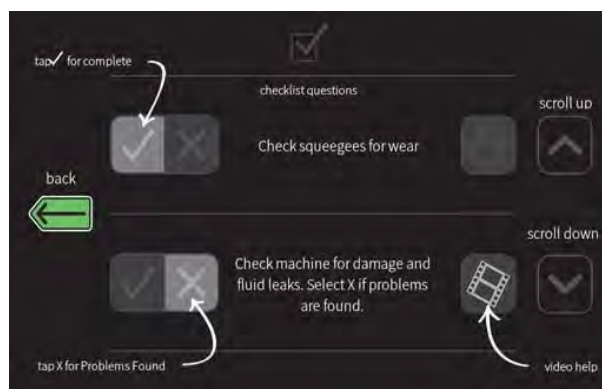 tap✓ for complete
checklist questions
scroll up
Check squeegees for wear
back
scroll down
Check machine for damage and
fluid leaks. Select X if problems
are found.
tap X for Problems Found
video help